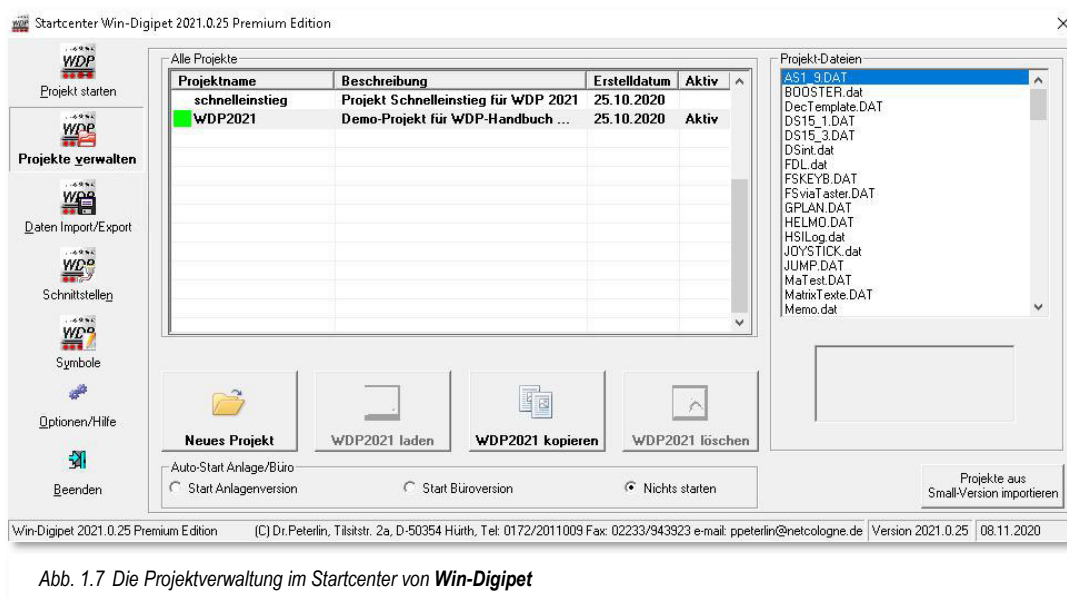 Startcenter Win-Digipet 2021.0.25 Premium Edition
WDP
Projekt starten
WDP
Projekte verwalten
WDP
Daten Import/Export
WDP
Schnittstellen
WDP
Symbole
Optionen/Hilfe
Beenden
Alle Projekte
Projektname Beschreibung Erstelldatum Aktiv
schnelleinstieg Projekt Schnelleinstieg für WDP 2021 25.10.2020
WDP2021 Demo-Projekt für WDP-Handbuch ... 25.10.2020 Aktiv
Projekt-Dateien
AS1_9.DAT
BOOSTER.dat
DecTemplate.DAT
DS15_1.DAT
DS15_3.DAT
DSint.dat
FDL.dat
FSKEYB.DAT
FSviaTaster.DAT
GPLAN.DAT
HELMO.DAT
HSILog.dat
JOYSTICK.dat
JUMP.DAT
MaTest.DAT
MatrixTexte.DAT
Memo.dat
Neues Projekt
WDP2021 laden
WDP2021 kopieren
WDP2021 löschen
Auto-Start Anlage/Büro
Start Anlagenversion
Start Büroversion
Nichts starten
Projekte aus
Small-Version importieren
Win-Digipet 2021.0.25 Premium Edition (C) Dr.Peterlin, Tilsitstr. 2a, D-50354 Hürth, Tel: 0172/2011009 Fax: 02233/943923 e-mail: ppeterlin@netcologne.de Version 2021.0.25 08.11.2020
Abb. 1.7 Die Projektverwaltung im Startcenter von Win-Digipet